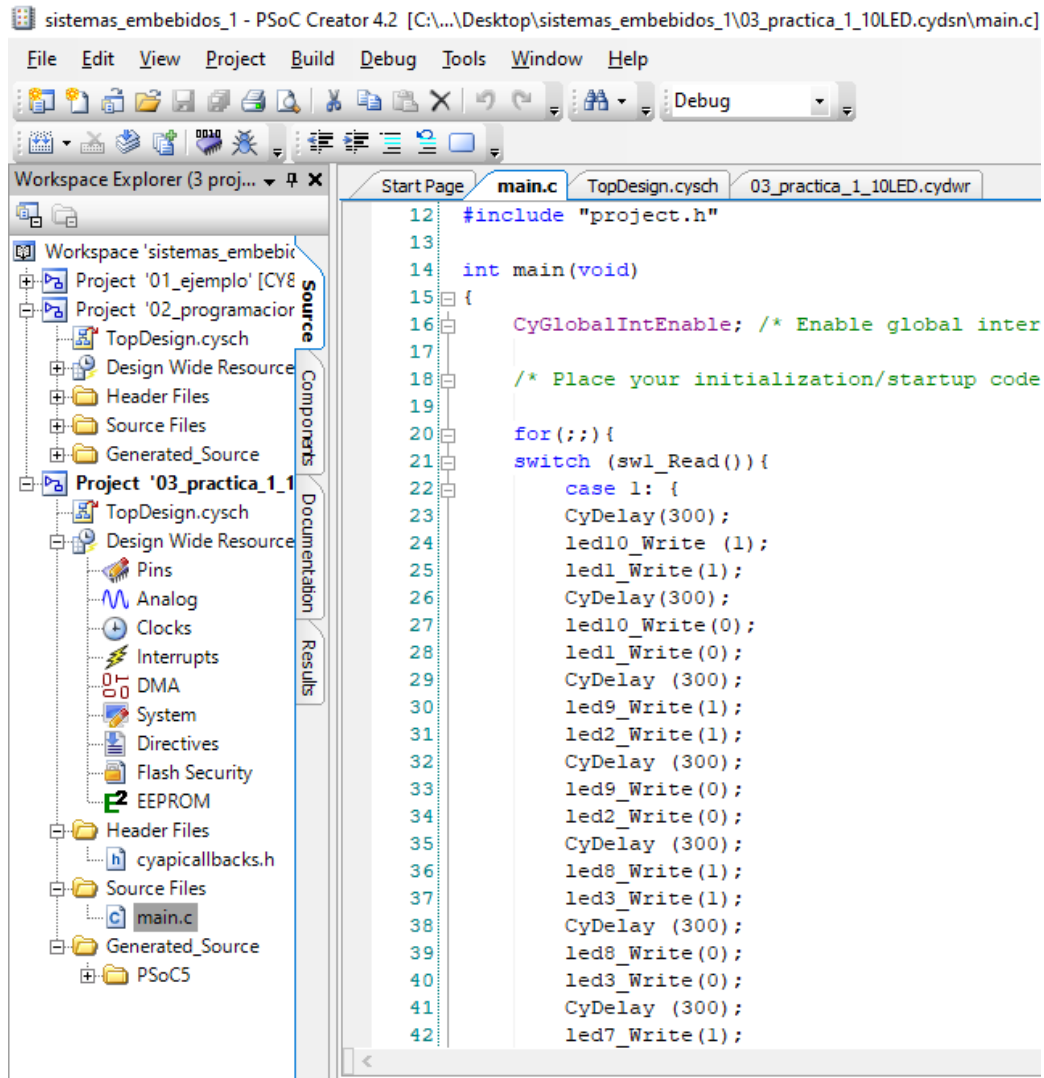 sistemas_embebidos_1 - PSoC Creator 4.2 [C:\...\Desktop\sistemas_embebidos_1\03_practica_1_10LED.cydsn\main.c]
File Edit View Project Build Debug Tools Window Help
Debug
Workspace Explorer (3 proj...
Workspace 'sistemas_embebid
Project '01_ejemplo' [CY8
Project '02_programacior
TopDesign.cysch
Design Wide Resource
Header Files
Source Files
Generated_Source
Project '03_practica_1_1
TopDesign.cysch
Design Wide Resource
Pins
Analog
Clocks
Interrupts
DMA
System
Directives
Flash Security
EEPROM
Header Files
cyapicallbacks.h
Source Files
main.c
Generated_Source
PSoC5
Source
Components
Documentation
Results
Start Page main.c TopDesign.cysch 03_practica_1_10LED.cydwr
12 #include "project.h"
13
14 int main(void)
15 {
16 CyGlobalIntEnable; /* Enable global inter
17
18 /* Place your initialization/startup code
19
20 for(;;){
21 switch (sw1_Read()){
22 case 1: {
23 CyDelay(300);
24 led10_Write (1);
25 led1_Write(1);
26 CyDelay(300);
27 led10_Write(0);
28 led1_Write(0);
29 CyDelay (300);
30 led9_Write(1);
31 led2_Write(1);
32 CyDelay (300);
33 led9_Write(0);
34 led2_Write(0);
35 CyDelay (300);
36 led8_Write(1);
37 led3_Write(1);
38 CyDelay (300);
39 led8_Write(0);
40 led3_Write(0);
41 CyDelay (300);
42 led7_Write(1);